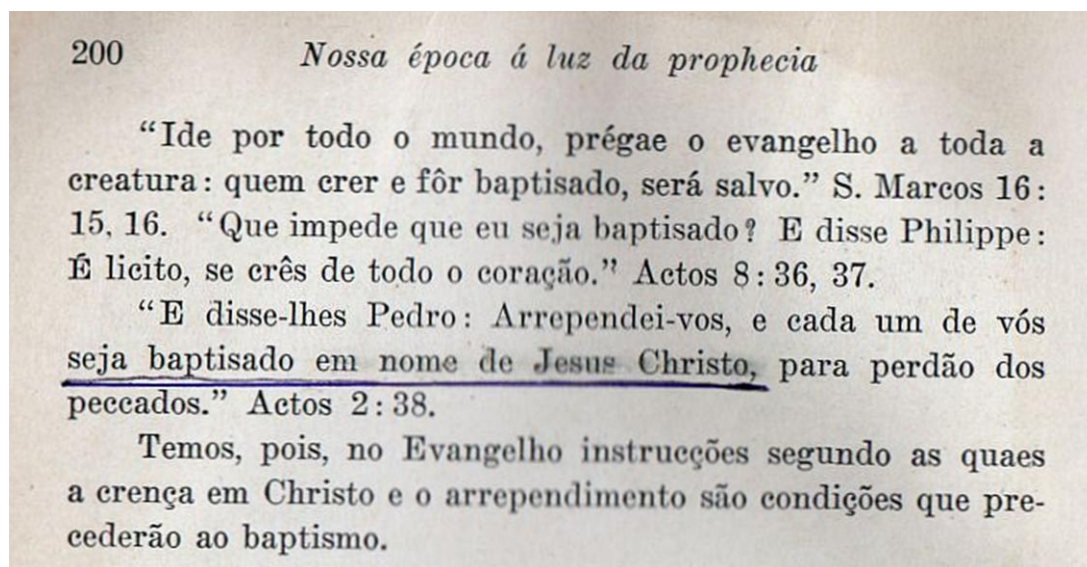 200 Nossa época á luz da prophecia
“Ide por todo o mundo, prégae o evangelho a toda a
creatura: quem crer e fôr baptisado, será salvo.” S. Marcos 16:
15, 16. “Que impede que eu seja baptisado? E disse Philippe:
É licito, se crês de todo o coração.” Actos 8:36, 37.
“E disse-lhes Pedro: Arrependei-vos, e cada um de vós
seja baptisado em nome de Jesus Christo, para perdão dos
peccados.” Actos 2:38.
Temos, pois, no Evangelho instrucções segundo as quaes
a crença em Christo e o arrependimento são condições que pre-
cederão ao baptismo.